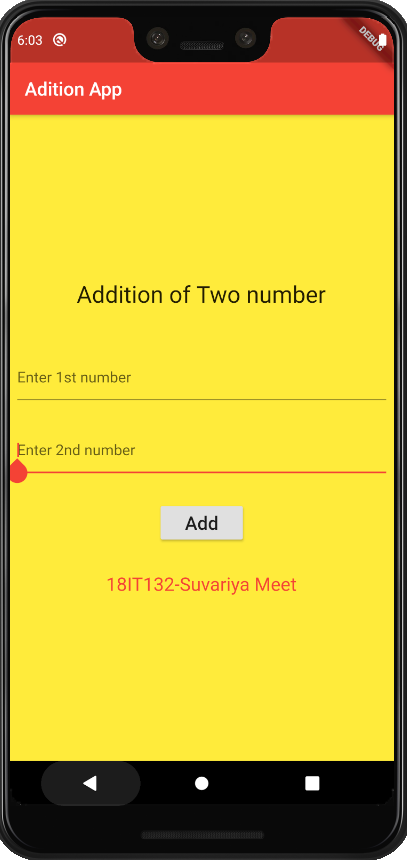 6:03
DEBUG
Adition App
Addition of Two number
Enter 1st number
Enter 2nd number
Add
18IT132-Suvariya Meet